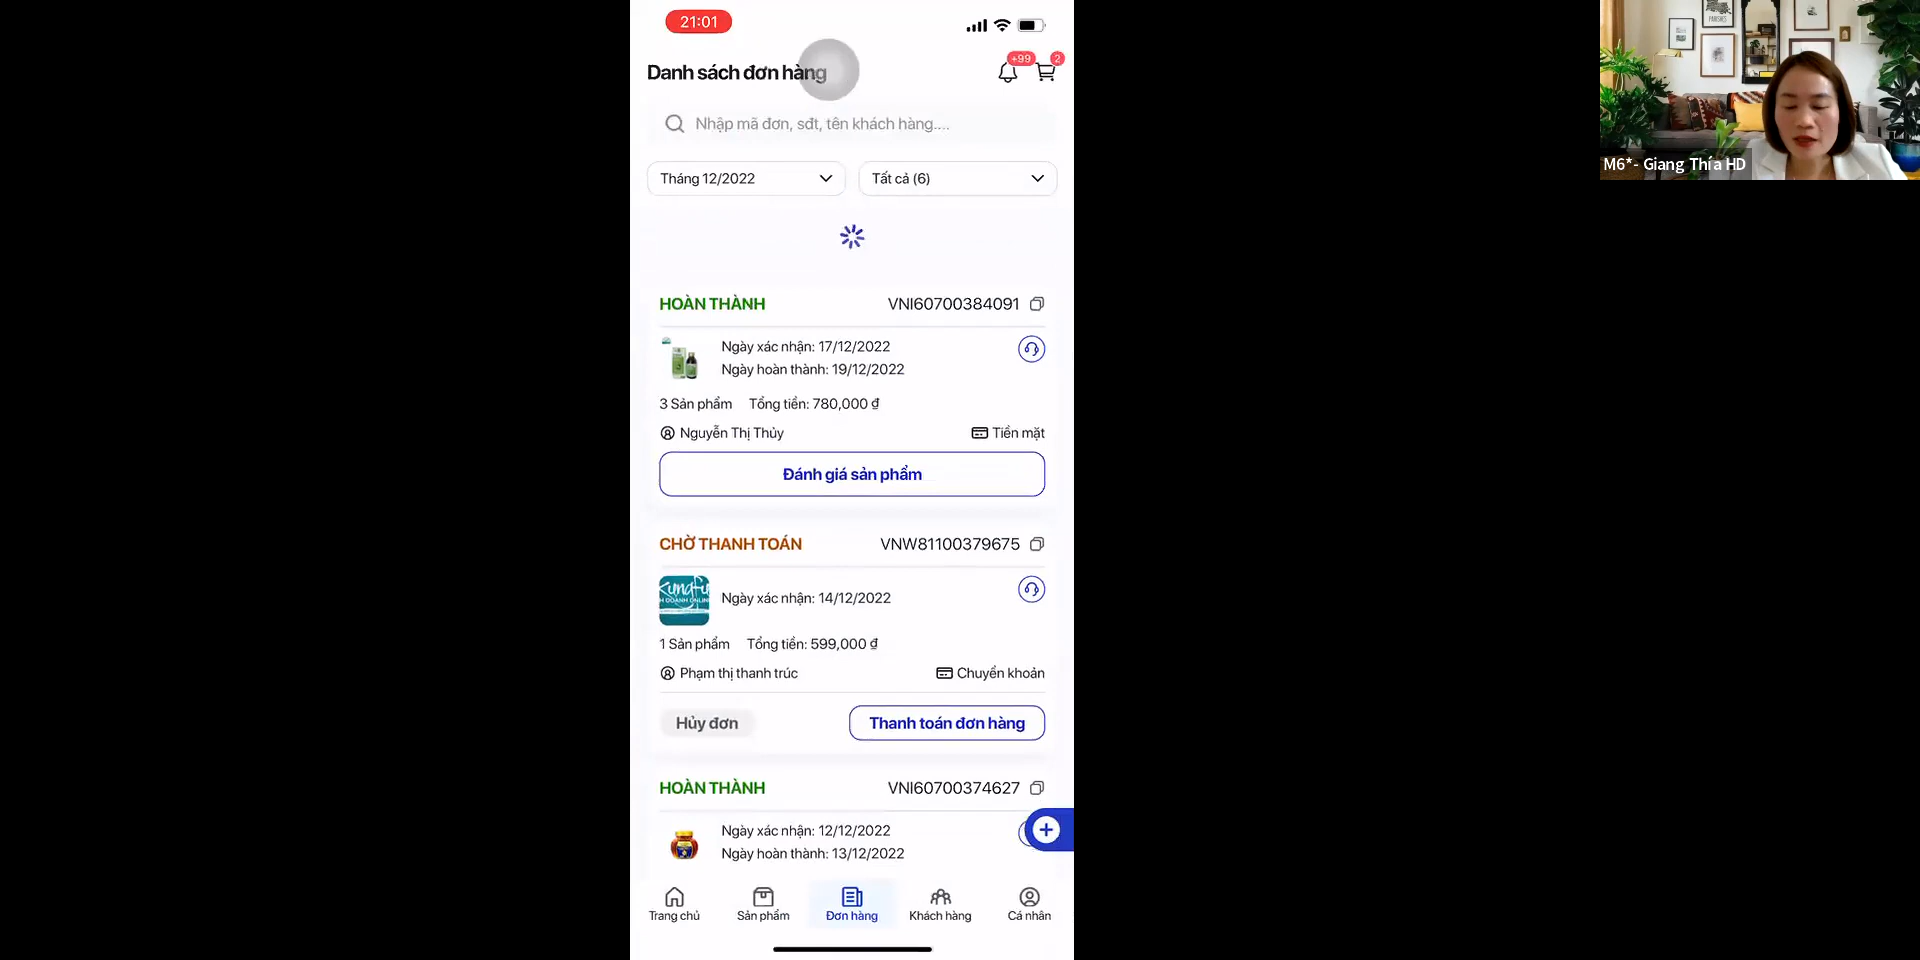 21:01
Danh sách đơn hàng
+99
2
Nhập mã đơn, sđt, tên khách hàng....
Tháng 12/2022
Tất cả (6)
HOÀN THÀNH
VNI60700384091
Ngày xác nhận: 17/12/2022
Ngày hoàn thành: 19/12/2022
3 Sản phẩm Tổng tiền: 780,000 ₫
Nguyễn Thị Thủy
Tiền mặt
Đánh giá sản phẩm
CHỜ THANH TOÁN
VNW81100379675
Ngày xác nhận: 14/12/2022
1 Sản phẩm Tổng tiền: 599,000 ₫
Phạm thị thanh trúc
Chuyển khoản
Hủy đơn
Thanh toán đơn hàng
HOÀN THÀNH
VNI60700374627
Ngày xác nhận: 12/12/2022
Ngày hoàn thành: 13/12/2022
Trang chủ
Sản phẩm
Đơn hàng
Khách hàng
Cá nhân
M6*- Giang Thía HD